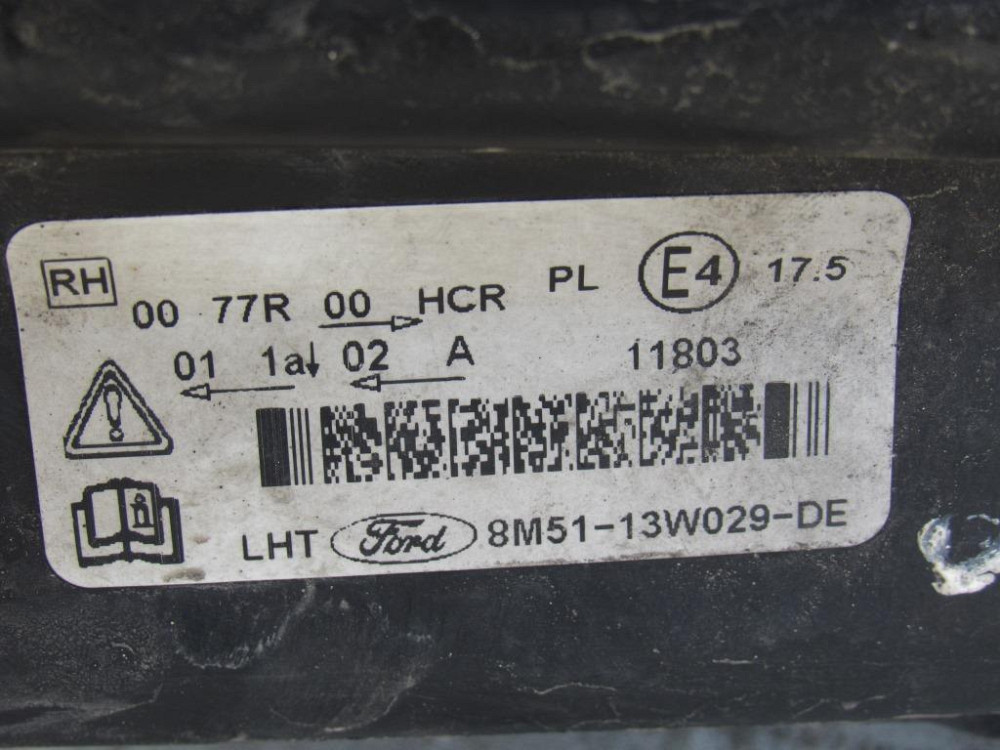 RH 00 77R 00 HCR PL E4 17.5
01 1a 02 A 11803
LHT Ford 8M51-13W029-DE